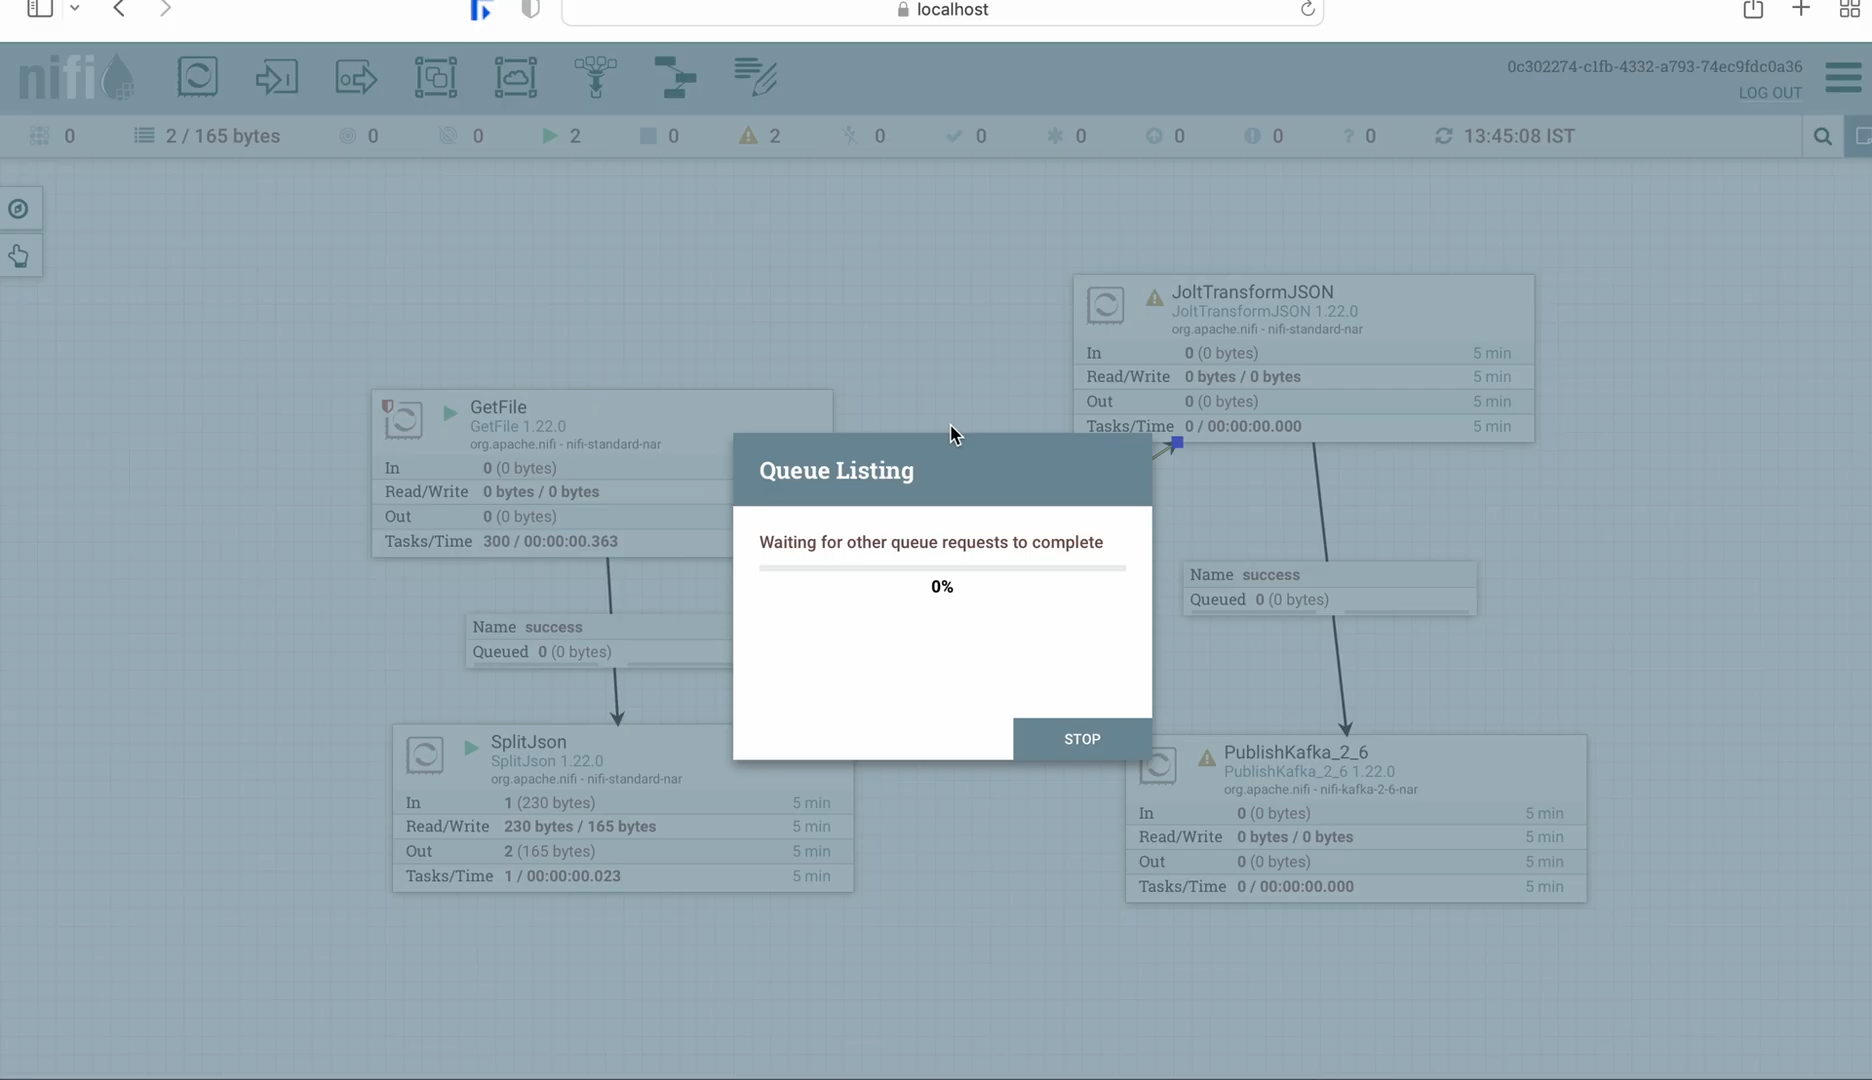 localhost
nifi
0c302274-c1fb-4332-a793-74ec9fdc0a36
LOG OUT
0
2 / 165 bytes
0
0
2
0
2
0
0
0
0
0
? 0
13:45:08 IST
JoltTransformJSON
JoltTransformJSON 1.22.0
org.apache.nifi - nifi-standard-nar
In 0 (0 bytes) 5 min
Read/Write 0 bytes / 0 bytes 5 min
Out 0 (0 bytes) 5 min
Tasks/Time 0 / 00:00:00.000 5 min
GetFile
GetFile 1.22.0
org.apache.nifi - nifi-standard-nar
In 0 (0 bytes)
Read/Write 0 bytes / 0 bytes
Out 0 (0 bytes)
Tasks/Time 300 / 00:00:00.363
Queue Listing
Waiting for other queue requests to complete
0%
STOP
Name success
Queued 0 (0 bytes)
Name success
Queued 0 (0 bytes)
SplitJson
SplitJson 1.22.0
org.apache.nifi - nifi-standard-nar
In 1 (230 bytes) 5 min
Read/Write 230 bytes / 165 bytes 5 min
Out 2 (165 bytes) 5 min
Tasks/Time 1 / 00:00:00.023 5 min
PublishKafka_2_6
PublishKafka_2_6 1.22.0
org.apache.nifi - nifi-kafka-2-6-nar
In 0 (0 bytes) 5 min
Read/Write 0 bytes / 0 bytes 5 min
Out 0 (0 bytes) 5 min
Tasks/Time 0 / 00:00:00.000 5 min